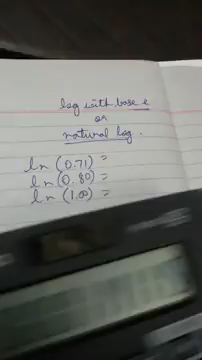 log with base e
or
natural log.
ln (0.71) =
ln (0.80) =
ln (1.00) =